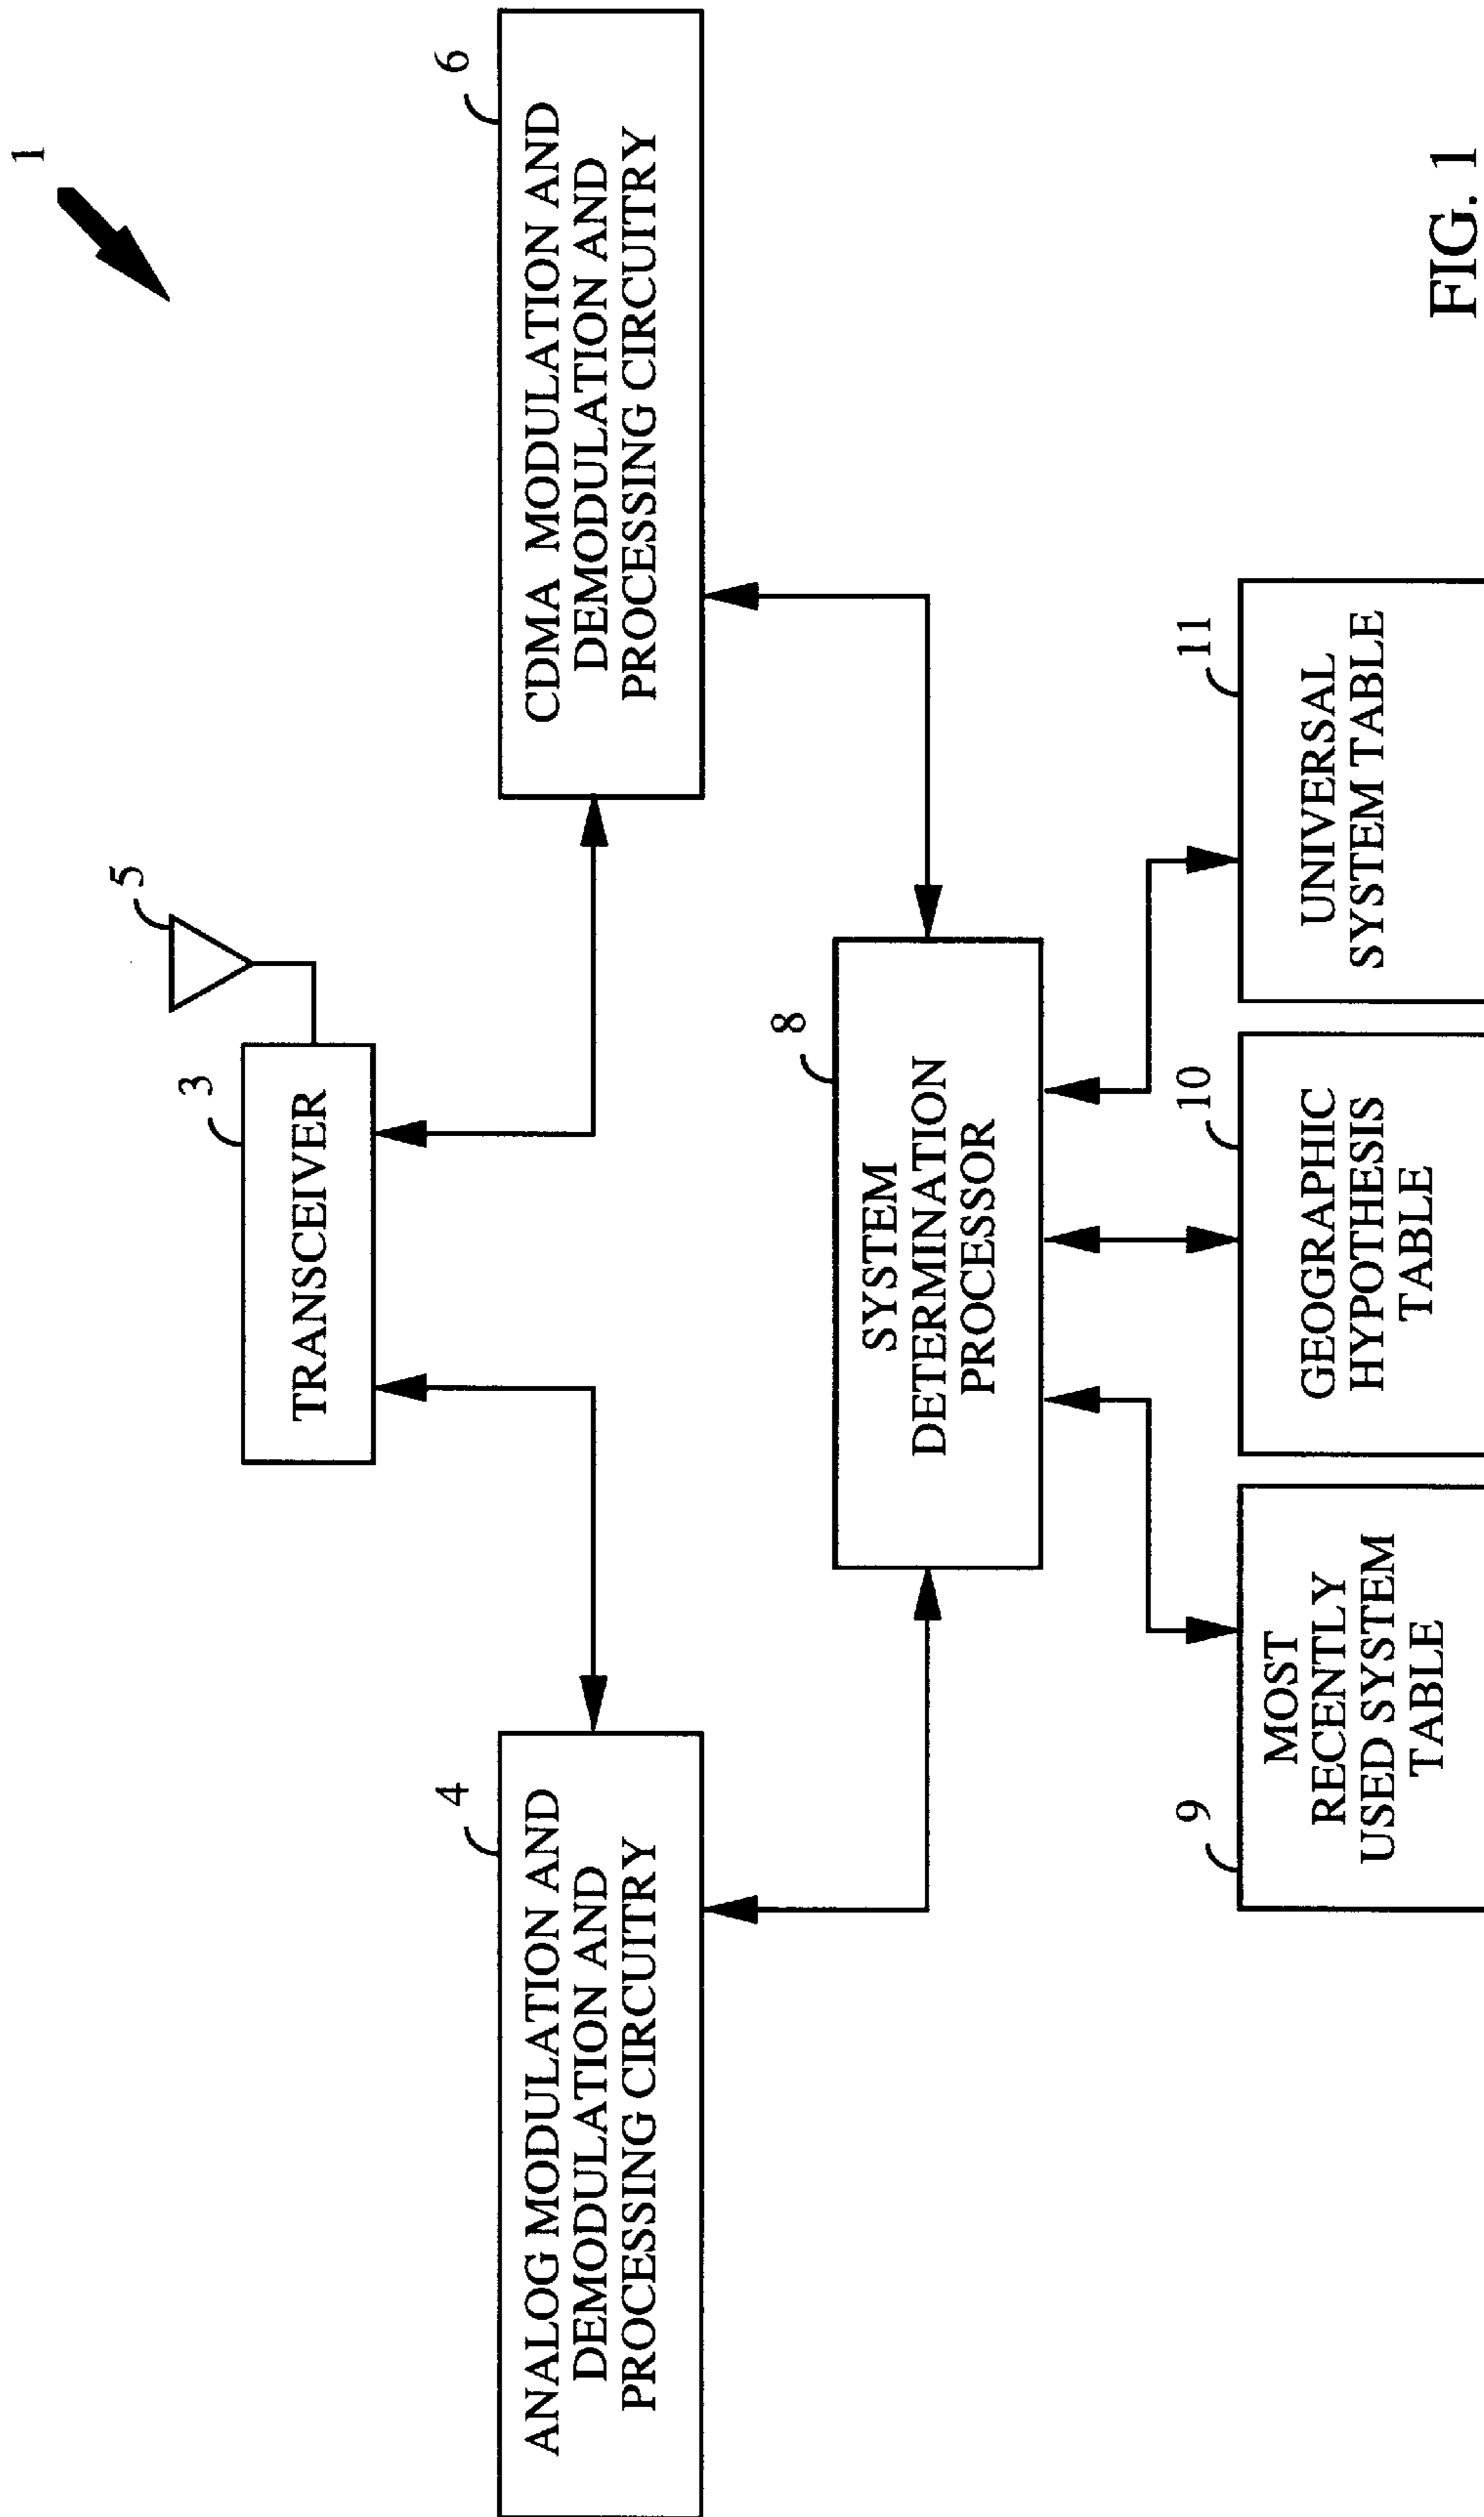 1
5
3
TRANSCEIVER
4
ANALOG MODULATION AND
DEMODULATION AND
PROCESSING CIRCUITRY
6
CDMA MODULATION AND
DEMODULATION AND
PROCESSING CIRCUITRY
8
SYSTEM
DETERMINATION
PROCESSOR
9
MOST
RECENTLY
USED SYSTEM
TABLE
10
GEOGRAPHIC
HYPOTHESIS
TABLE
11
UNIVERSAL
SYSTEM TABLE
FIG. 1